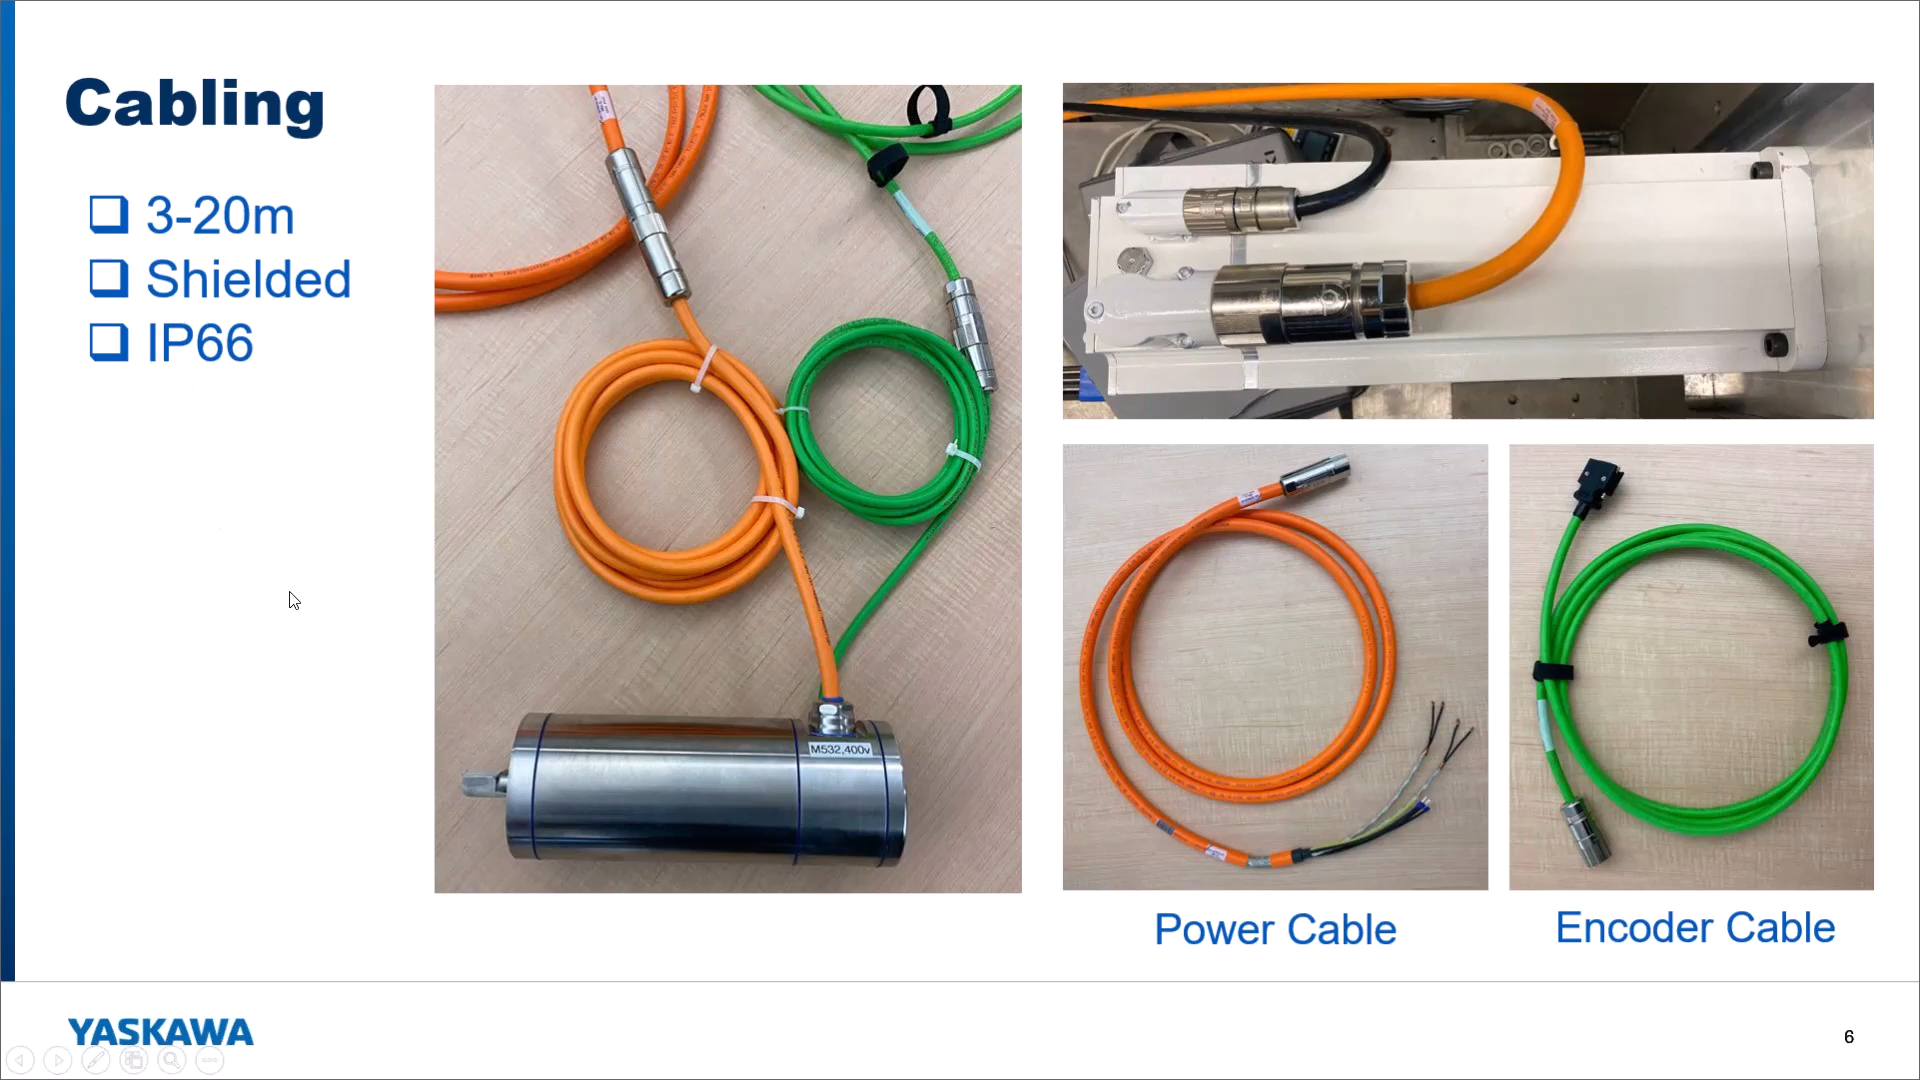 Cabling
3-20m
Shielded
IP66
M532,400v
Power Cable
Encoder Cable
YASKAWA
6